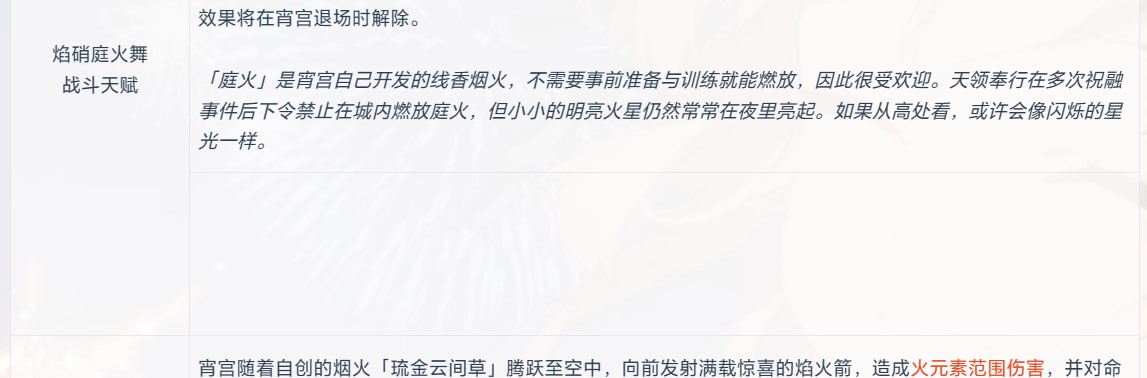 效果将在宵宫退场时解除。
焰硝庭火舞
战斗天赋
「庭火」是宵宫自己开发的线香烟火，不需要事前准备与训练就能燃放，因此很受欢迎。天领奉行在多次祝融
事件后下令禁止在城内燃放庭火，但小小的明亮火星仍然常常在夜里亮起。如果从高处看，或许会像闪烁的星
光一样。
宵宫随着自创的烟火「琉金云间草」腾跃至空中，向前发射满载惊喜的焰火箭，造成火元素范围伤害，并对命